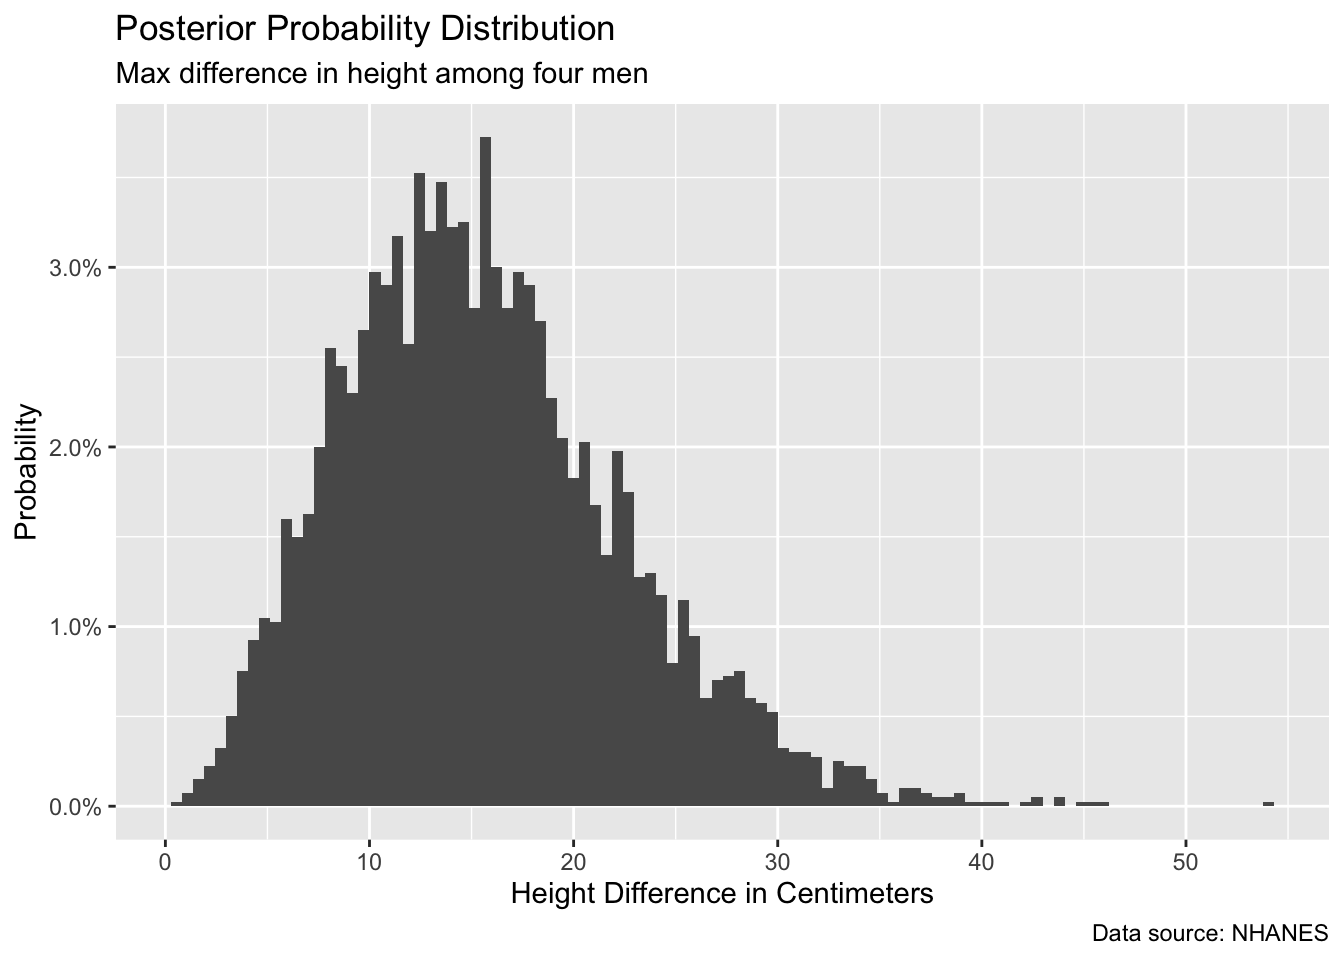 Posterior Probability Distribution
Max difference in height among four men
Probability
3.0%
2.0%
1.0%
0.0%
0 10 20 30 40 50
Height Difference in Centimeters
Data source: NHANES